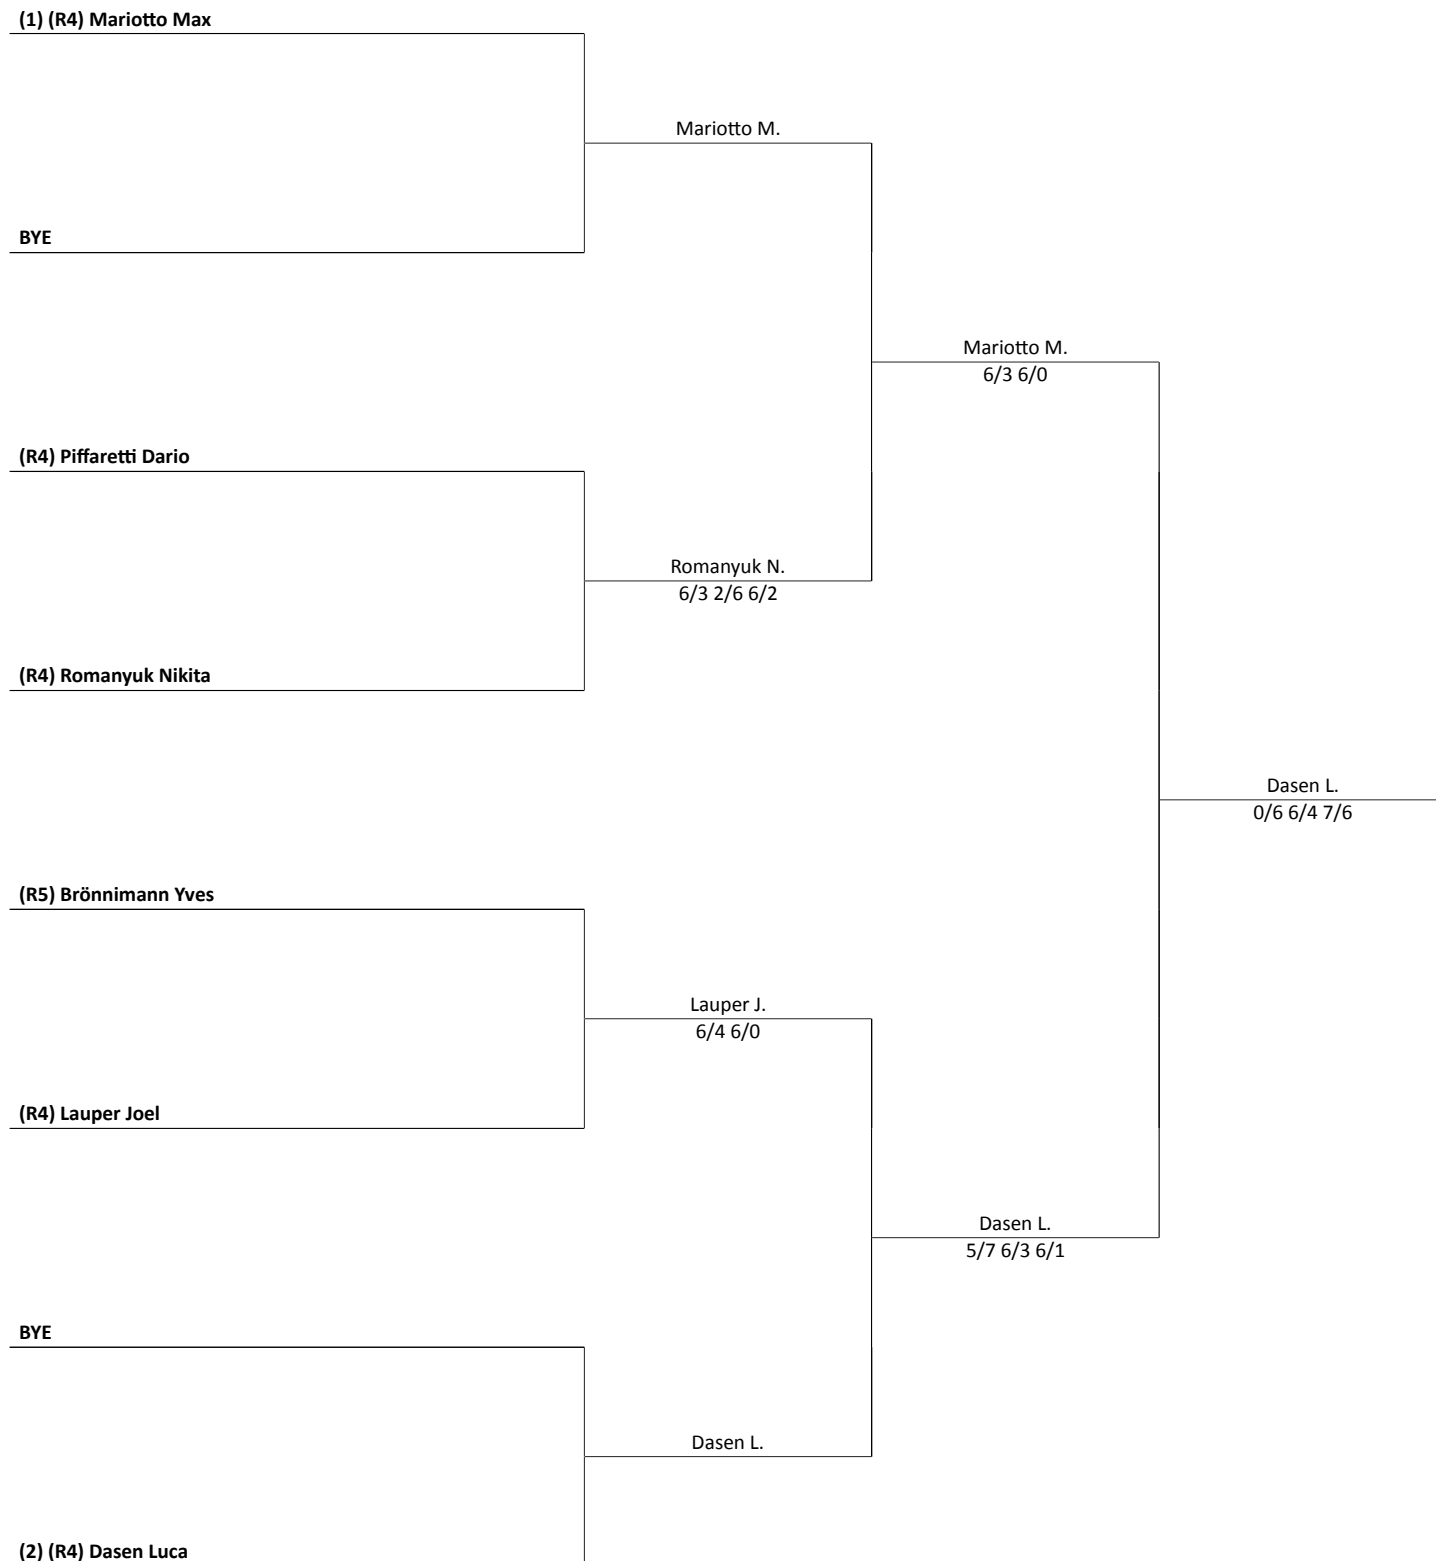 (1) (R4) Mariotto Max
Mariotto M.
BYE
Mariotto M.
6/3 6/0
(R4) Piffaretti Dario
Romanyuk N.
6/3 2/6 6/2
(R4) Romanyuk Nikita
Dasen L.
0/6 6/4 7/6
(R5) Brönnimann Yves
Lauper J.
6/4 6/0
(R4) Lauper Joel
Dasen L.
5/7 6/3 6/1
BYE
Dasen L.
(2) (R4) Dasen Luca